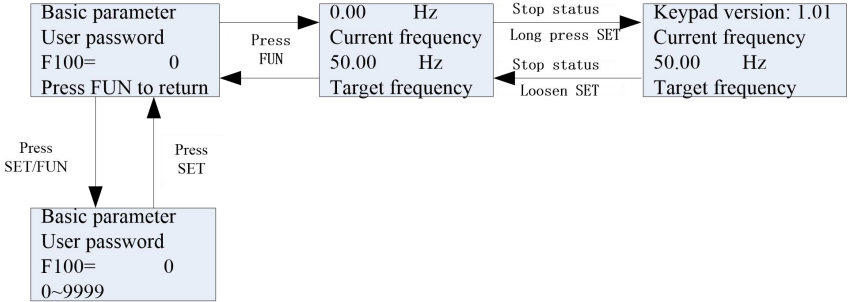 Basic parameter
User password
F100= 0
Press FUN to return
Press
FUN
0.00 Hz
Current frequency
50.00 Hz
Target frequency
Stop status
Long press SET
Stop status
Loosen SET
Keypad version: 1.01
Current frequency
50.00 Hz
Target frequency
Press
SET/FUN
Press
SET
Basic parameter
User password
F100= 0
0~9999